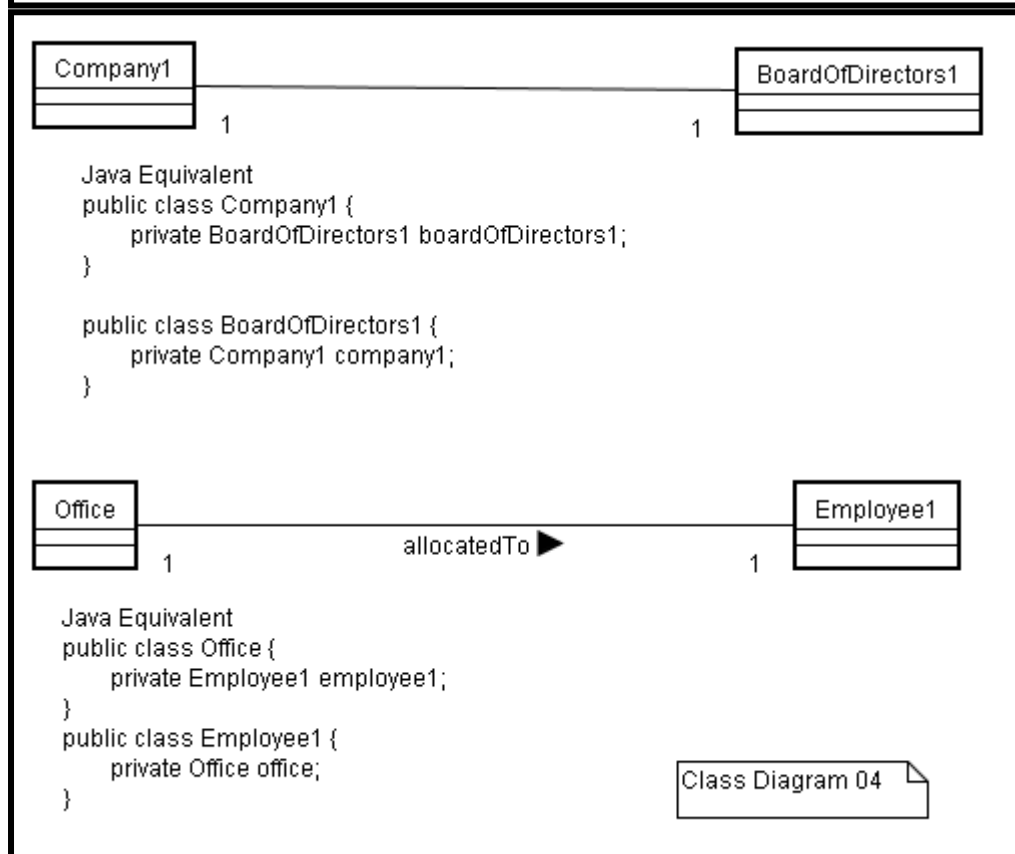 Company1
BoardOfDirectors1
1
1
Java Equivalent
public class Company1 {
private BoardOfDirectors1 boardOfDirectors1;
}
public class BoardOfDirectors1 {
private Company1 company1;
}
Office
Employee1
allocatedTo ▶
1
1
Java Equivalent
public class Office {
private Employee1 employee1;
}
public class Employee1 {
private Office office;
}
Class Diagram 04